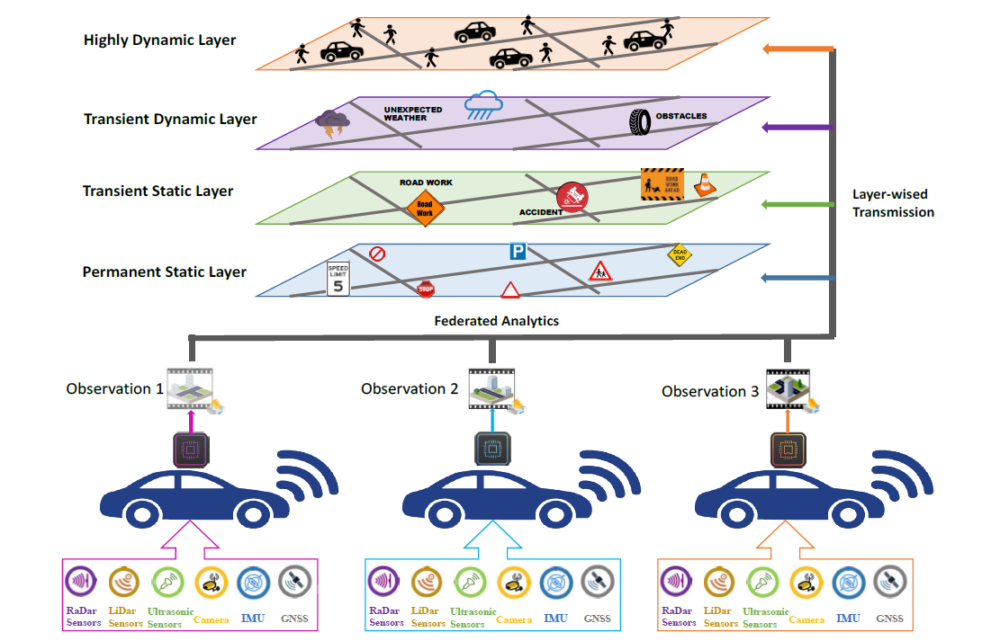 Highly Dynamic Layer
Transient Dynamic Layer
UNEXPECTED
WEATHER
OBSTACLES
Transient Static Layer
ROAD WORK
Road
Work
ACCIDENT
ROAD
WORK
AHEAD
Layer-wised
Transmission
Permanent Static Layer
SPEED
LIMIT
5
STOP
P
DEAD
END
Federated Analytics
Observation 1
Observation 2
Observation 3
RaDar
Sensors
LiDar
Sensors
Ultrasonic
Sensors
Camera
IMU
GNSS
RaDar
Sensors
LiDar
Sensors
Ultrasonic
Sensors
Camera
IMU
GNSS
RaDar
Sensors
LiDar
Sensors
Ultrasonic
Sensors
Camera
IMU
GNSS